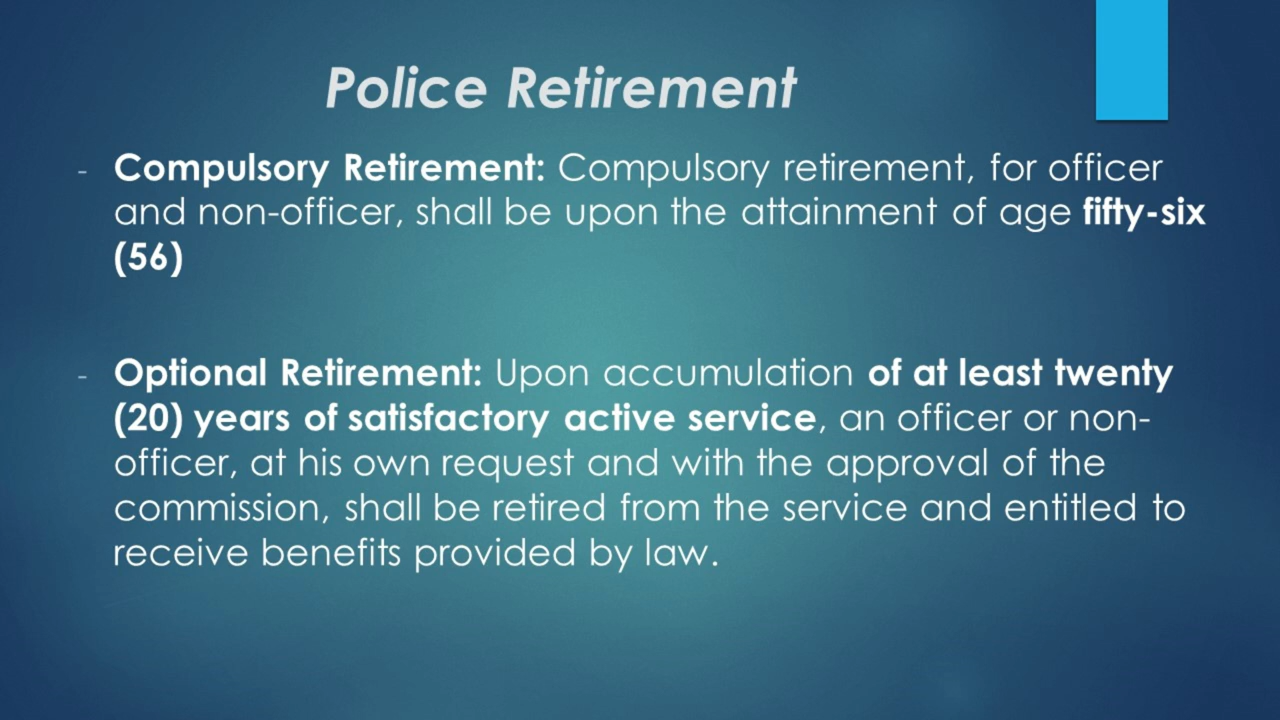 Police Retirement
- Compulsory Retirement: Compulsory retirement, for officer
and non-officer, shall be upon the attainment of age fifty-six
(56)
- Optional Retirement: Upon accumulation of at least twenty
(20) years of satisfactory active service, an officer or non-
officer, at his own request and with the approval of the
commission, shall be retired from the service and entitled to
receive benefits provided by law.